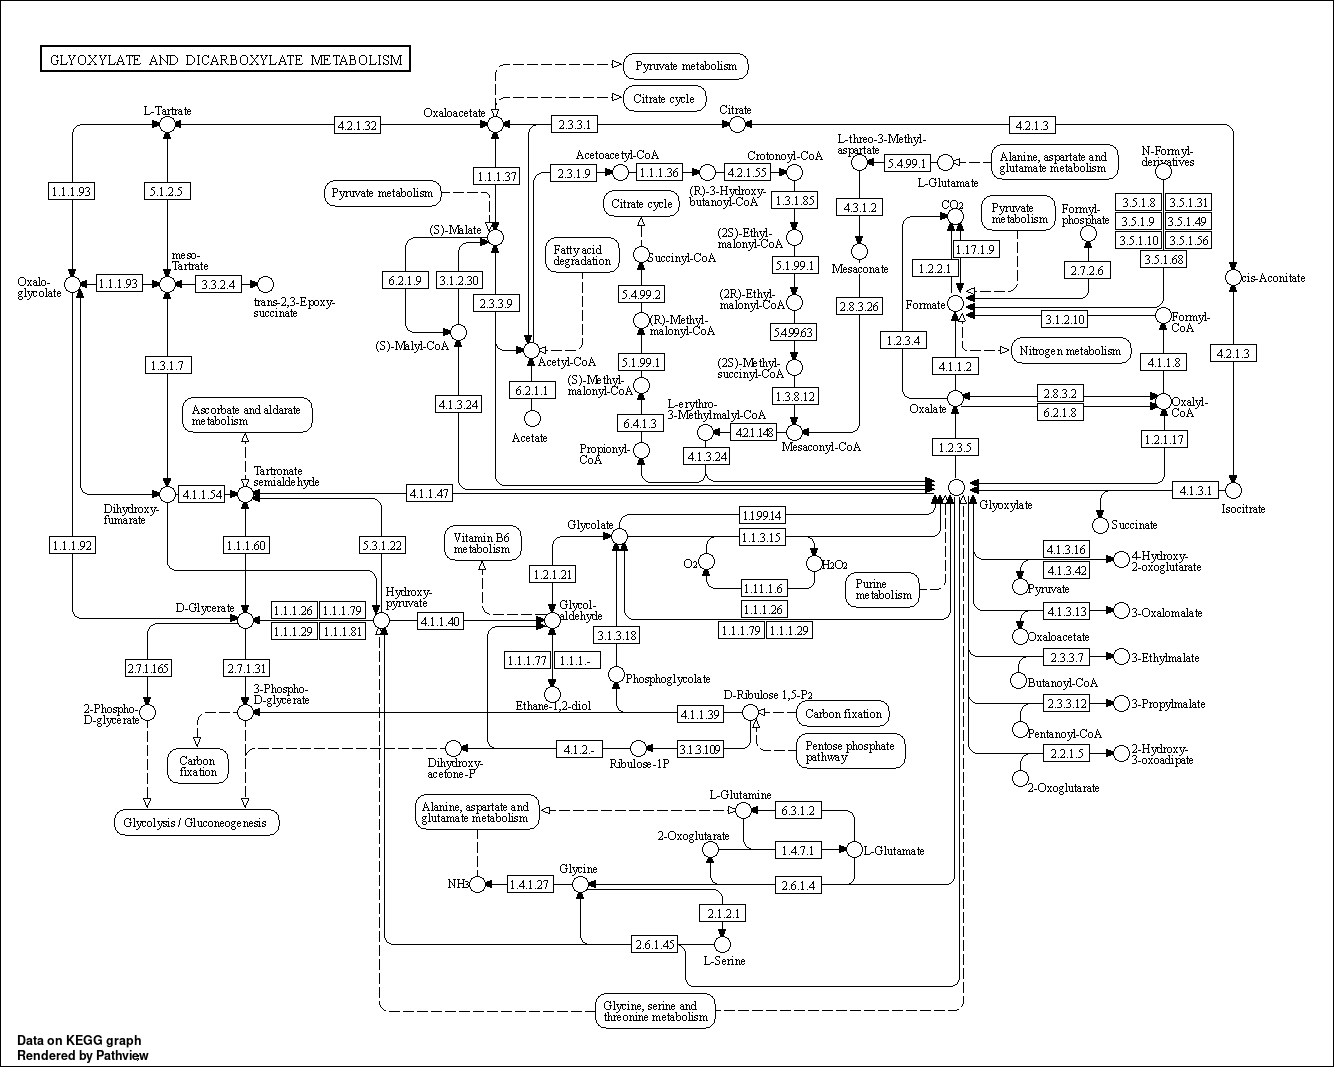 GLYOXYLATE AND DICARBOXYLATE METABOLISM
Pyruvate metabolism
Citrate cycle
L-Tartrate
Oxaloacetate
Citrate
4.2.1.32
2.3.3.1
4.2.1.3
L-threo-3-Methyl-
aspartate
Acetoacetyl-CoA
Crotonoyl-CoA
5.4.99.1
L-Glutamate
Alanine, aspartate and
glutamate metabolism
N-Formyl-
derivatives
1.1.1.93
5.1.2.5
1.1.1.37
2.3.1.9
1.1.1.36
4.2.1.55
(R)-3-Hydroxy-
butanoyl-CoA
Pyruvate metabolism
Citrate cycle
1.3.1.85
4.3.1.2
CO2
Pyruvate
metabolism
Formyl-
phosphate
3.5.1.8
3.5.1.31
3.5.1.9
3.5.1.49
3.5.1.10
3.5.1.56
3.5.1.68
(S)-Malate
(2S)-Ethyl-
malonyl-CoA
Fatty acid
degradation
Succinyl-CoA
1.17.1.9
1.2.2.1
2.7.2.6
meso-
Tartrate
Mesaconate
5.1.99.1
Oxalo-
glycolate
1.1.1.93
3.3.2.4
trans-2,3-Epoxy-
succinate
6.2.1.9
3.1.2.30
2.3.3.9
5.4.99.2
(2R)-Ethyl-
malonyl-CoA
2.8.3.26
Formate
cis-Aconitate
(R)-Methyl-
malonyl-CoA
5.4.99.63
3.1.2.10
Formyl-
CoA
(S)-Malyl-CoA
Acetyl-CoA
1.2.3.4
Nitrogen metabolism
4.2.1.3
1.3.1.7
5.1.99.1
(2S)-Methyl-
succinyl-CoA
4.1.1.2
4.1.1.8
6.2.1.1
(S)-Methyl-
malonyl-CoA
1.3.8.12
2.8.3.2
6.2.1.8
Oxalate
Oxalyl-
CoA
Ascorbate and aldarate
metabolism
4.1.3.24
Acetate
6.4.1.3
L-erythro-
3-Methylmalyl-CoA
4.2.1.148
Mesaconyl-CoA
1.2.3.5
1.2.1.17
Propionyl-
CoA
4.1.3.24
Tartronate
semialdehyde
4.1.1.54
4.1.1.47
Glyoxylate
4.1.3.1
Isocitrate
Dihydroxy-
fumarate
Succinate
Glycolate
1.1.99.14
1.1.3.15
1.1.1.92
1.1.1.60
5.3.1.22
Vitamin B6
metabolism
O2
H2O2
4.1.3.16
4.1.3.42
4-Hydroxy-
2-oxoglutarate
Pyruvate
1.2.1.21
1.11.1.6
Purine
metabolism
Hydroxy-
pyruvate
Glycol-
aldehyde
D-Glycerate
1.1.1.26
1.1.1.79
1.1.1.29
1.1.1.81
4.1.1.40
1.1.1.26
1.1.1.79
1.1.1.29
4.1.3.13
3-Oxalomalate
Oxaloacetate
3.1.3.18
2.7.1.165
2.7.1.31
1.1.1.77
1.1.1.-
2.3.3.7
3-Ethylmalate
Butanoyl-CoA
Phosphoglycolate
3-Phospho-
D-glycerate
2-Phospho-
D-glycerate
Ethane-1,2-diol
D-Ribulose 1,5-P2
4.1.1.39
Carbon fixation
2.3.3.12
3-Propylmalate
Pentanoyl-CoA
Carbon
fixation
Dihydroxy-
acetone-P
4.1.2.-
Ribulose-1P
3.1.3.109
Pentose phosphate
pathway
2.2.1.5
2-Hydroxy-
3-oxoadipate
2-Oxoglutarate
Glycolysis / Gluconeogenesis
Alanine, aspartate and
glutamate metabolism
L-Glutamine
6.3.1.2
2-Oxoglutarate
1.4.7.1
L-Glutamate
NH3
1.4.1.27
Glycine
2.6.1.4
2.1.2.1
2.6.1.45
L-Serine
Glycine, serine and
threonine metabolism
Data on KEGG graph
Rendered by Pathview